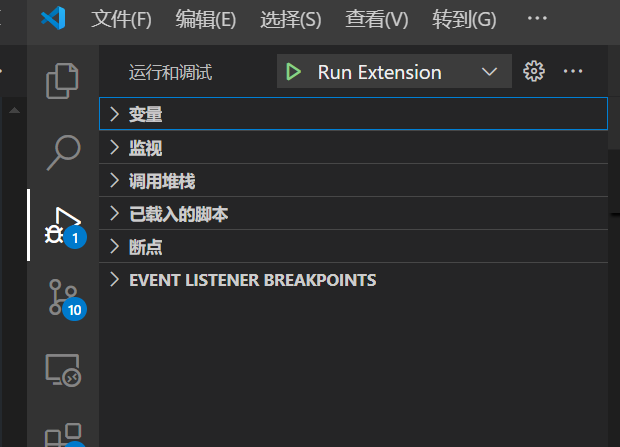 文件(F) 编辑(E) 选择(S) 查看(V) 转到(G) ···
运行和调试 Run Extension ···
变量
监视
调用堆栈
1
已载入的脚本
断点
EVENT LISTENER BREAKPOINTS
10